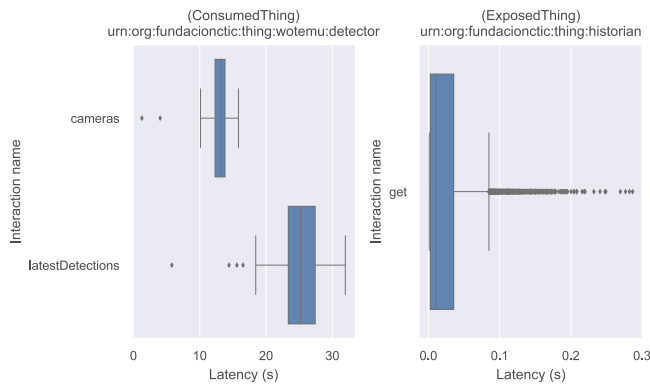 (ConsumedThing)
urn:org:fundacionctic:thing:wotemu:detector
Interaction name
cameras
latestDetections
0 10 20 30
Latency (s)
(ExposedThing)
urn:org:fundacionctic:thing:historian
Interaction name
get
0.0 0.1 0.2 0.3
Latency (s)